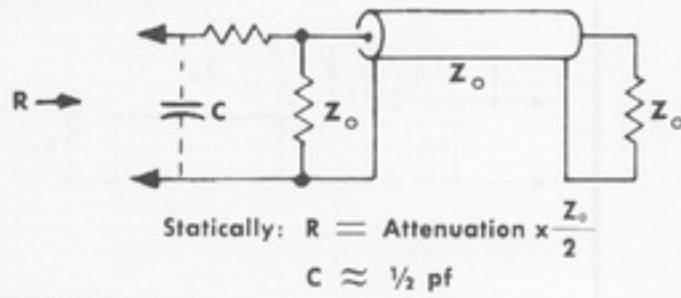 R
C
Z₀
Z₀
Z₀
Statically: R = Attenuation x Z₀/2
C ≈ ½ pf